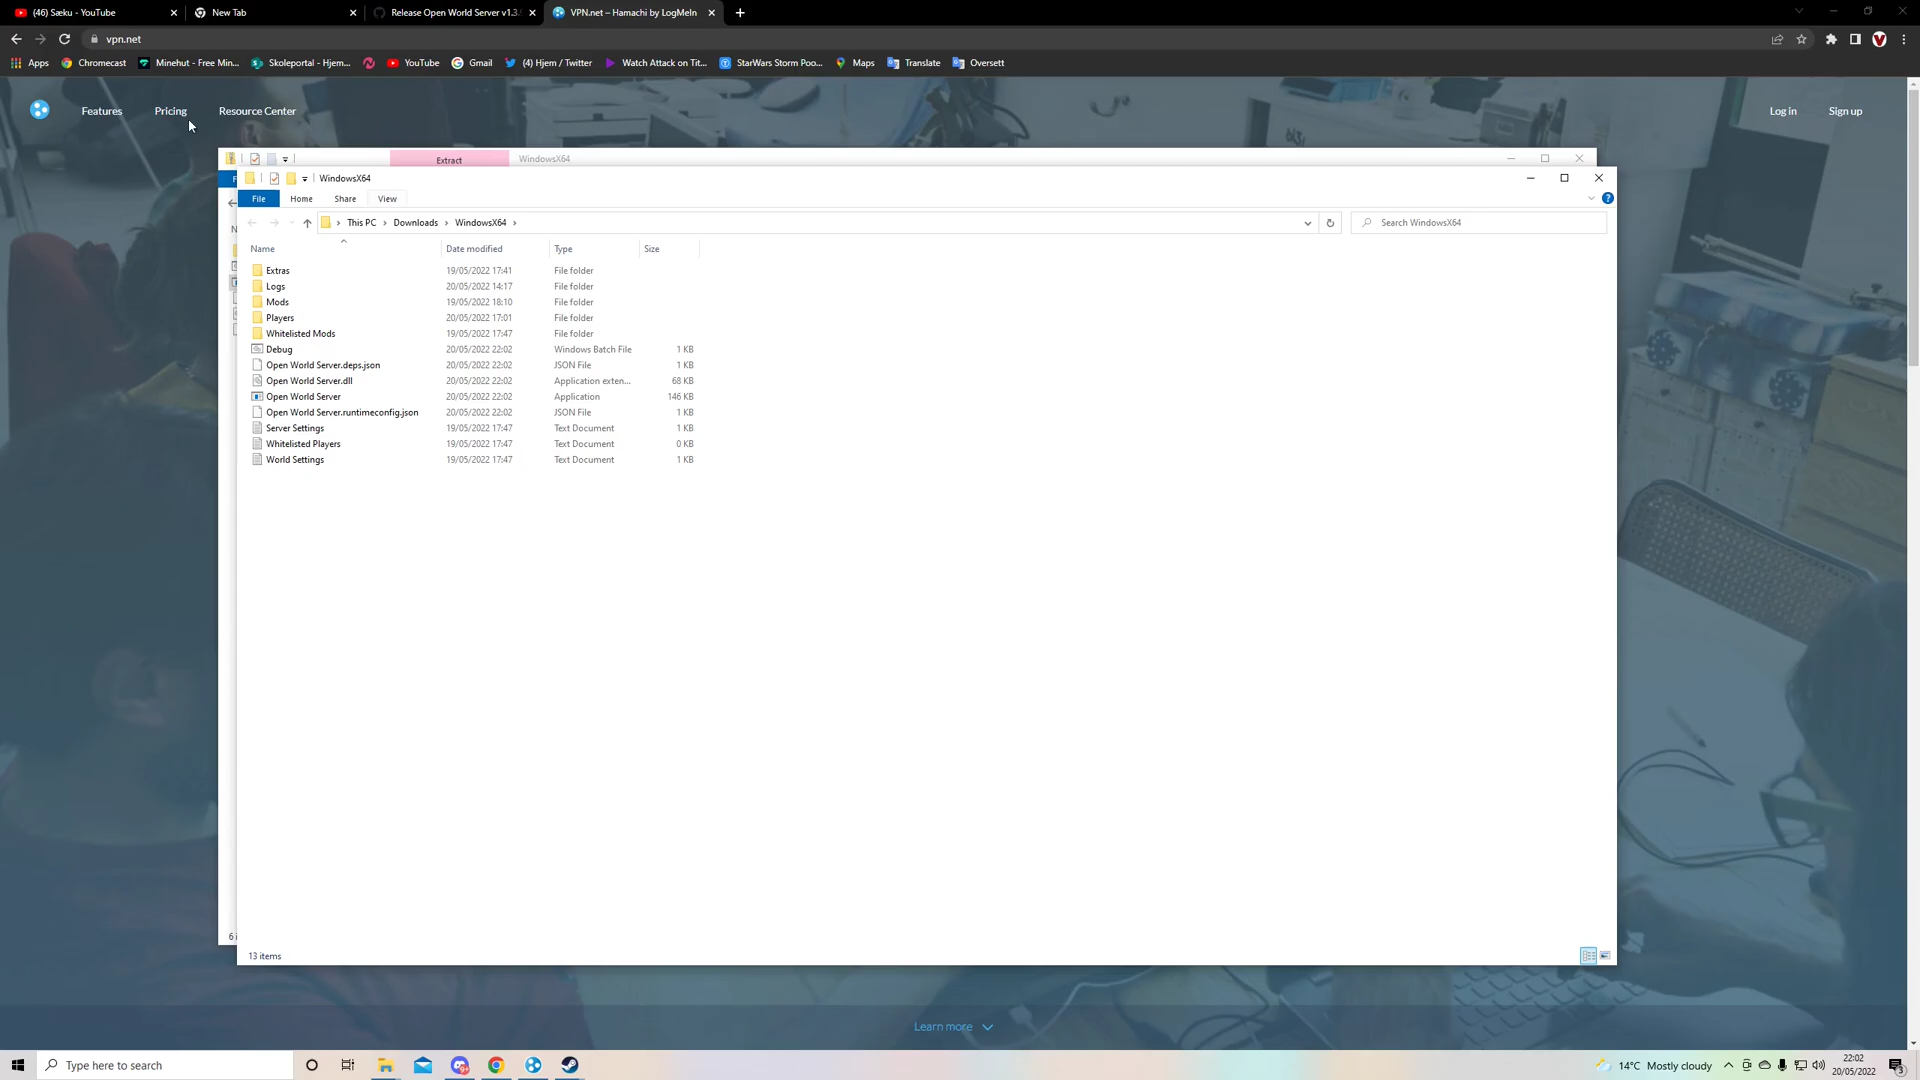 (46) Sæku - YouTube
New Tab
Release Open World Server v1.3.
VPN.net – Hamachi by LogMeIn
vpn.net
Apps
Chromecast
Minehut - Free Min...
Skoleportal - Hjem...
YouTube
Gmail
(4) Hjem / Twitter
Watch Attack on Tit...
StarWars Storm Poo...
Maps
Translate
Oversett
Features
Pricing
Resource Center
Log in
Sign up
Extract
WindowsX64
WindowsX64
File
Home
Share
View
This PC
Downloads
WindowsX64
Search WindowsX64
Name
Date modified
Type
Size
Extras 19/05/2022 17:41 File folder
Logs 20/05/2022 14:17 File folder
Mods 19/05/2022 18:10 File folder
Players 20/05/2022 17:01 File folder
Whitelisted Mods 19/05/2022 17:47 File folder
Debug 20/05/2022 22:02 Windows Batch File 1 KB
Open World Server.deps.json 20/05/2022 22:02 JSON File 1 KB
Open World Server.dll 20/05/2022 22:02 Application exten... 68 KB
Open World Server 20/05/2022 22:02 Application 146 KB
Open World Server.runtimeconfig.json 20/05/2022 22:02 JSON File 1 KB
Server Settings 19/05/2022 17:47 Text Document 1 KB
Whitelisted Players 19/05/2022 17:47 Text Document 0 KB
World Settings 19/05/2022 17:47 Text Document 1 KB
13 items
Learn more
Type here to search
14°C Mostly cloudy
22:02
20/05/2022